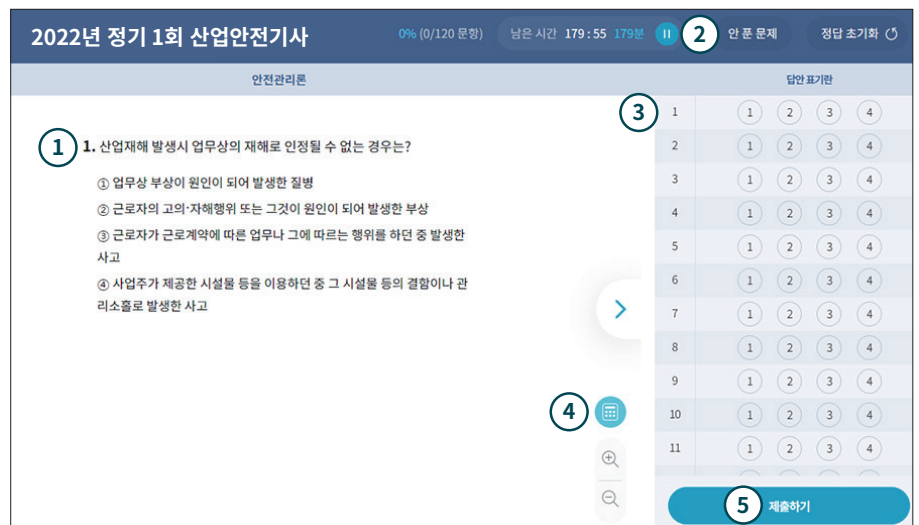 2022년 정기 1회 산업안전기사
0% (0/120 문항)
남은 시간 179 : 55 179분
2
안 푼 문제
정답 초기화
안전관리론
답안 표기란
1
1. 산업재해 발생시 업무상의 재해로 인정될 수 없는 경우는?
① 업무상 부상이 원인이 되어 발생한 질병
② 근로자의 고의·자해행위 또는 그것이 원인이 되어 발생한 부상
③ 근로자가 근로계약에 따른 업무나 그에 따르는 행위를 하던 중 발생한
사고
④ 사업주가 제공한 시설물 등을 이용하던 중 그 시설물 등의 결함이나 관
리소홀로 발생한 사고
4
3
1 1 2 3 4
2 1 2 3 4
3 1 2 3 4
4 1 2 3 4
5 1 2 3 4
6 1 2 3 4
7 1 2 3 4
8 1 2 3 4
9 1 2 3 4
10 1 2 3 4
11 1 2 3 4
5
제출하기